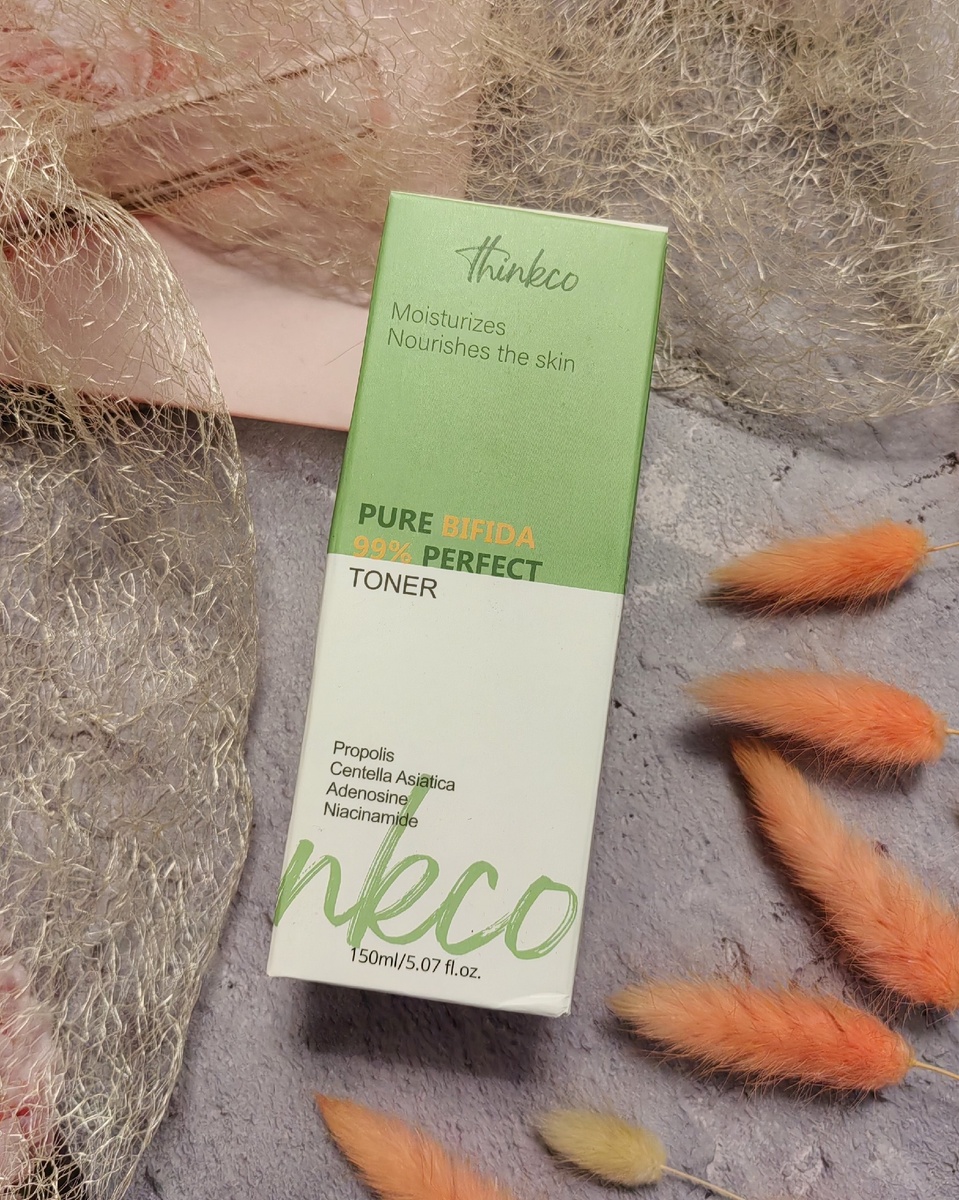 thinkco
Moisturizes
Nourishes the skin
PURE BIFIDA
99% PERFECT
TONER
Propolis
Centella Asiatica
Adenosine
Niacinamide
nkco
150ml/5.07 fl.oz.